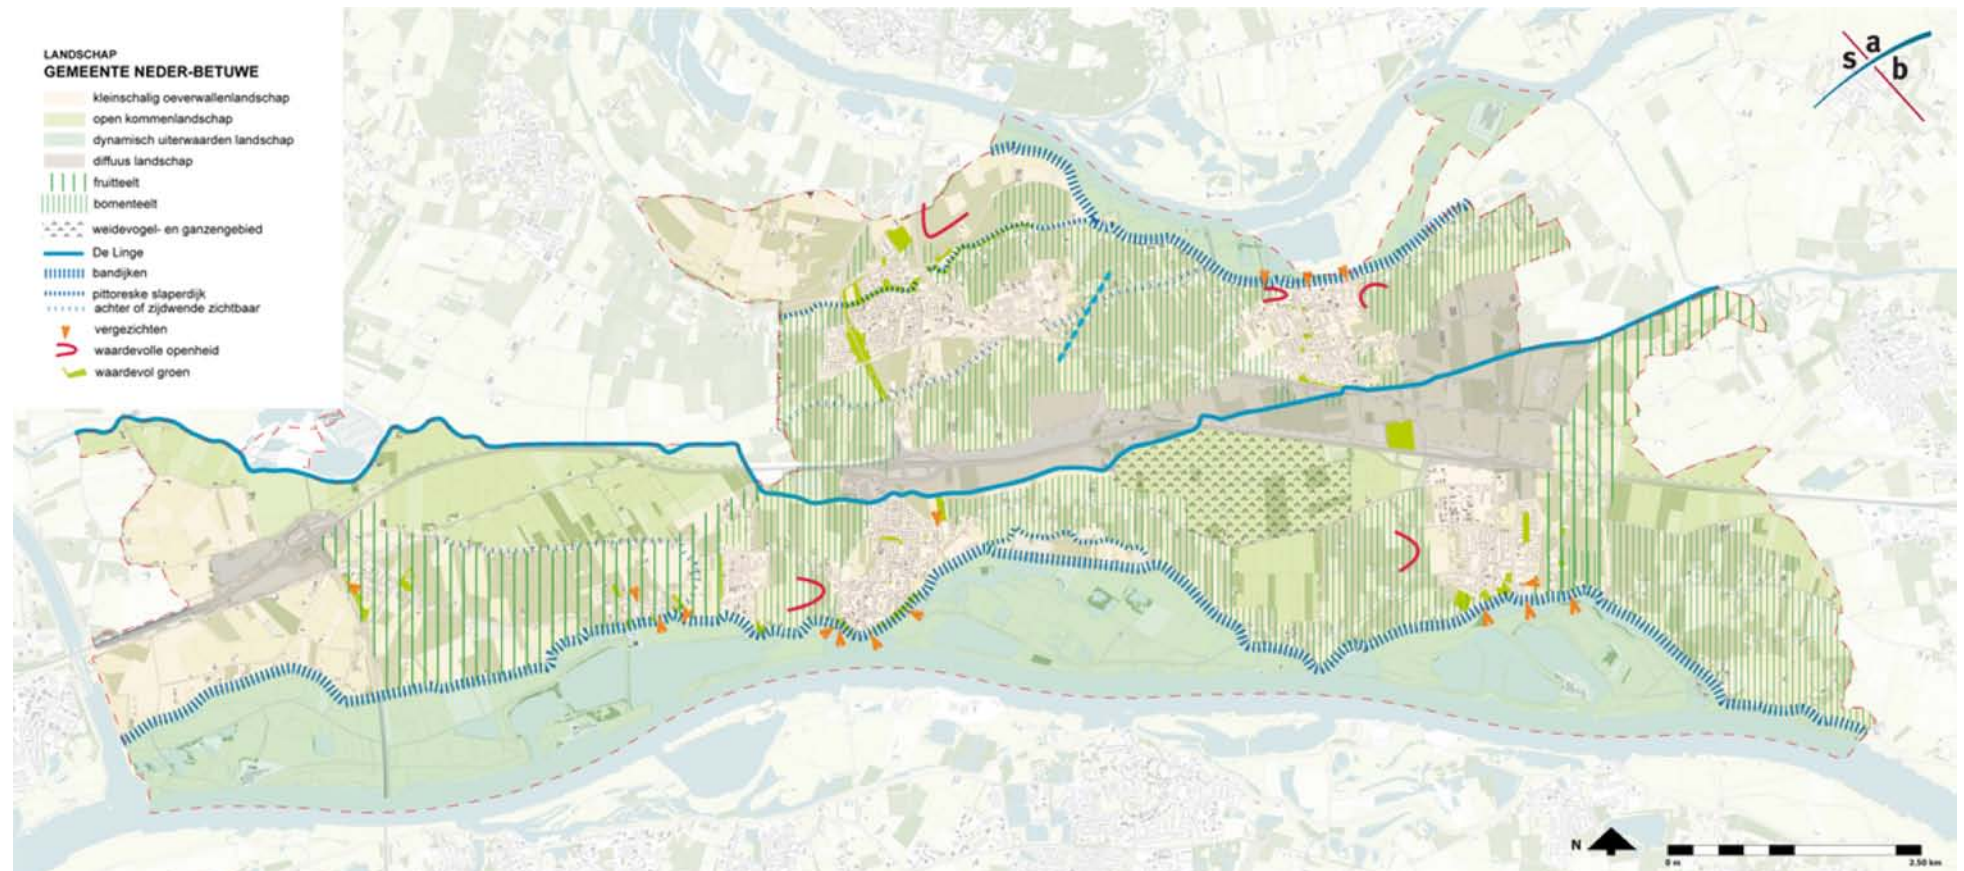 LANDSCHAP
GEMEENTE NEDER-BETUWE
kleinschalig oeverwallenlandschap
open kommenlandschap
dynamisch uiterwaarden landschap
diffuus landschap
fruitteelt
bomenteelt
weidevogel- en ganzengebied
De Linge
bandijken
pittoreske slaperdijk
achter of zijdwende zichtbaar
vergezichten
waardevolle openheid
waardevol groen
a
s b
N
0 m 2.50 km